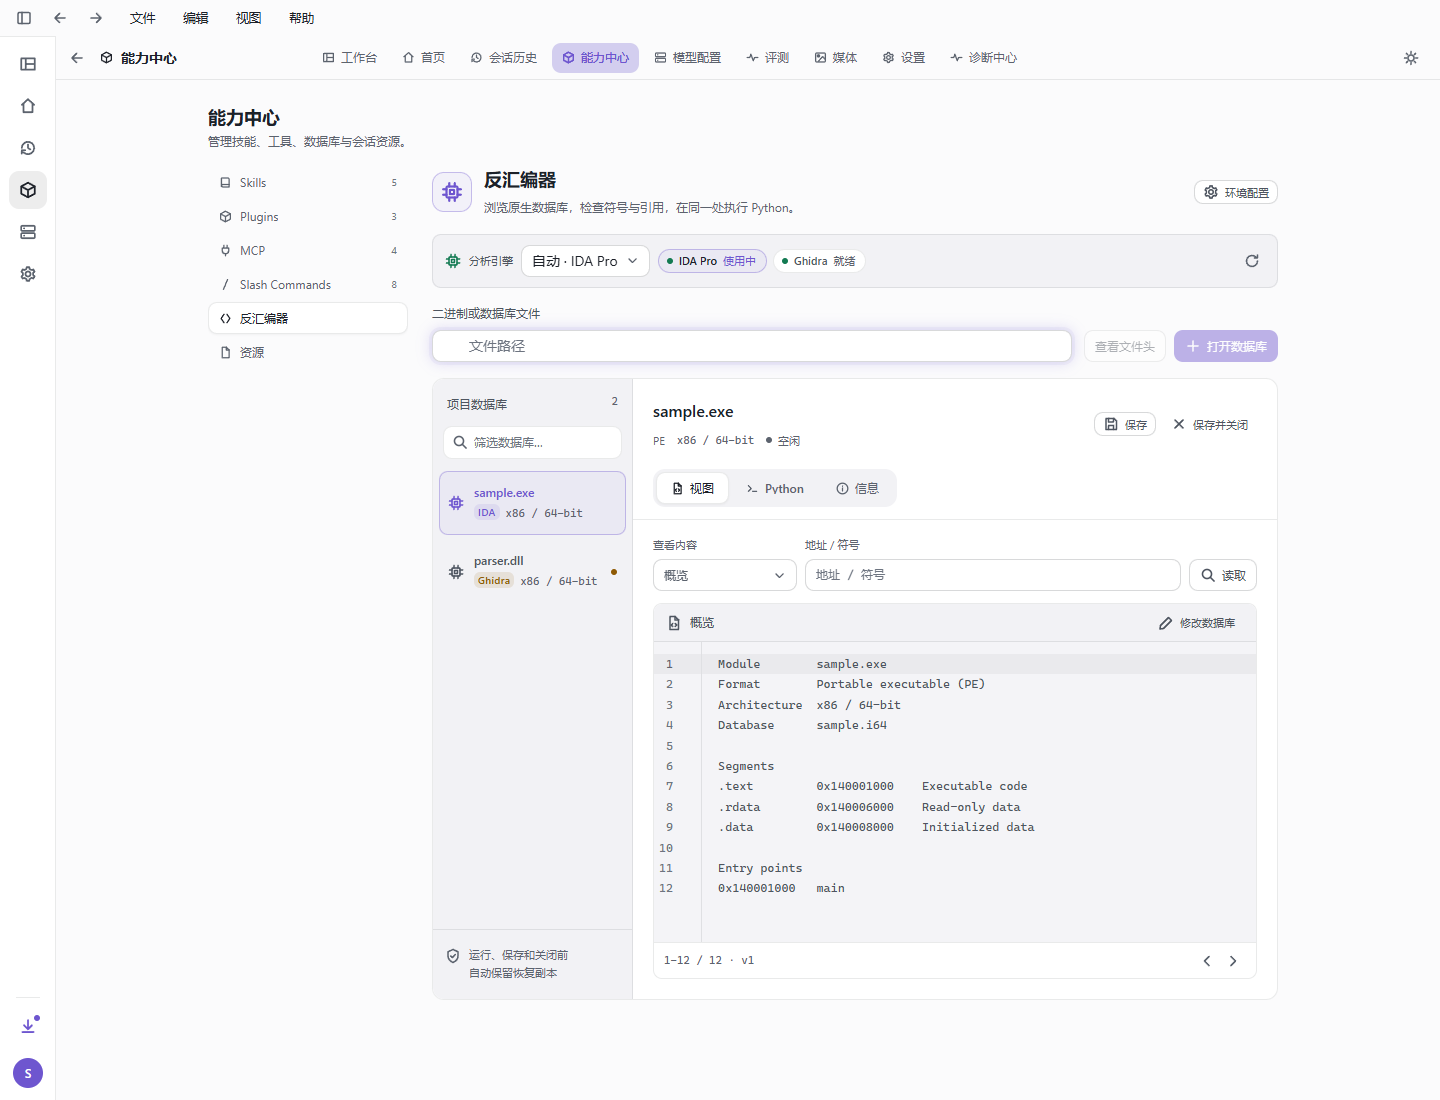 文件 编辑 视图 帮助
能力中心 工作台 首页 会话历史 能力中心 模型配置 评测 媒体 设置 诊断中心
能力中心
管理技能、工具、数据库与会话资源。
Skills 5
Plugins 3
MCP 4
Slash Commands 8
反汇编器
资源
反汇编器
浏览原生数据库，检查符号与引用，在同一处执行 Python。
环境配置
分析引擎 自动 · IDA Pro IDA Pro 使用中 Ghidra 就绪
二进制或数据库文件
文件路径 查看文件头 打开数据库
项目数据库 2
筛选数据库...
sample.exe
IDA x86 / 64-bit
parser.dll
Ghidra x86 / 64-bit
运行、保存和关闭前
自动保留恢复副本
sample.exe
PE x86 / 64-bit 空闲
保存 保存并关闭
视图 Python 信息
查看内容 地址 / 符号
概览 地址 / 符号 读取
概览 修改数据库
1 Module sample.exe
2 Format Portable executable (PE)
3 Architecture x86 / 64-bit
4 Database sample.i64
5
6 Segments
7 .text 0x140001000 Executable code
8 .rdata 0x140006000 Read-only data
9 .data 0x140008000 Initialized data
10
11 Entry points
12 0x140001000 main
1-12 / 12 · v1
S